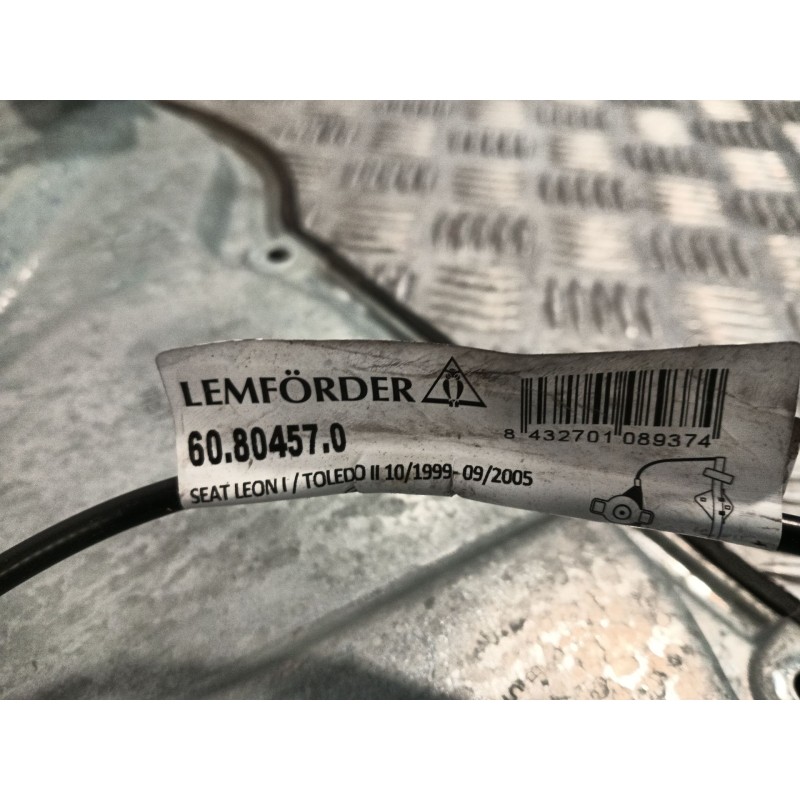 LEMFÖRDER
60.80457.0
8 432701 089374
SEAT LEON I / TOLEDO II 10/1999- 09/2005